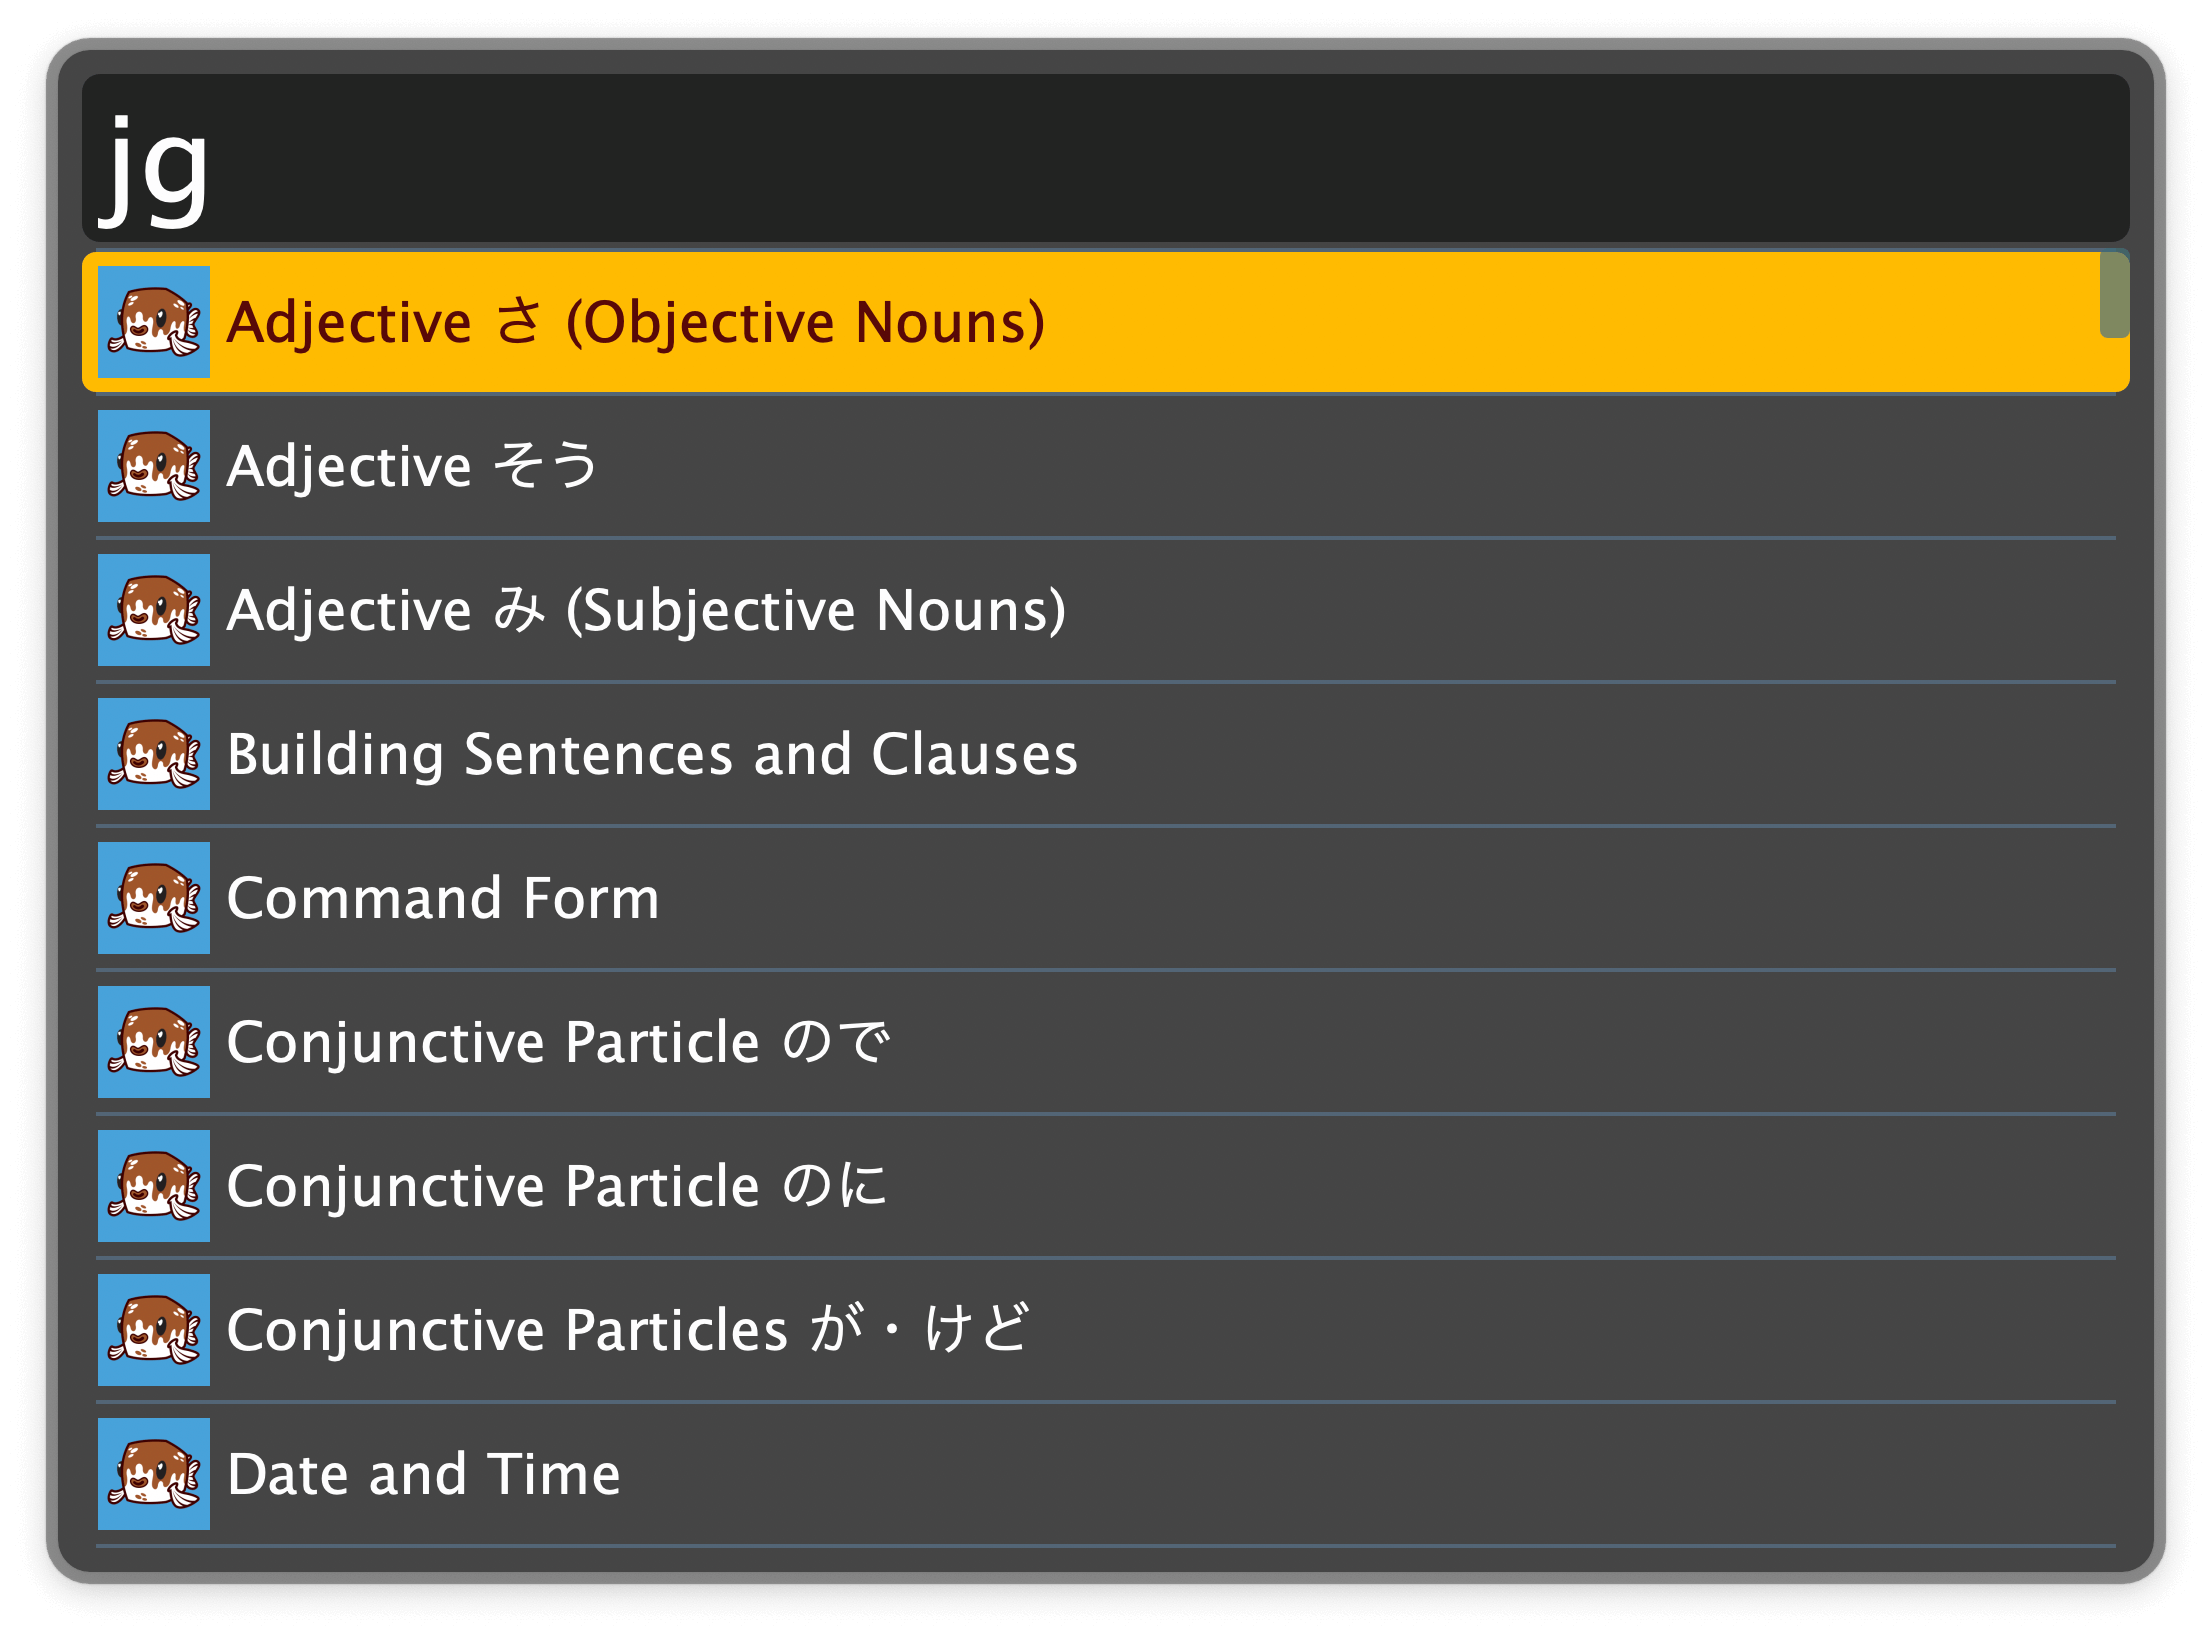 jg
Adjective さ (Objective Nouns)
Adjective そう
Adjective み (Subjective Nouns)
Building Sentences and Clauses
Command Form
Conjunctive Particle ので
Conjunctive Particle のに
Conjunctive Particles が・けど
Date and Time